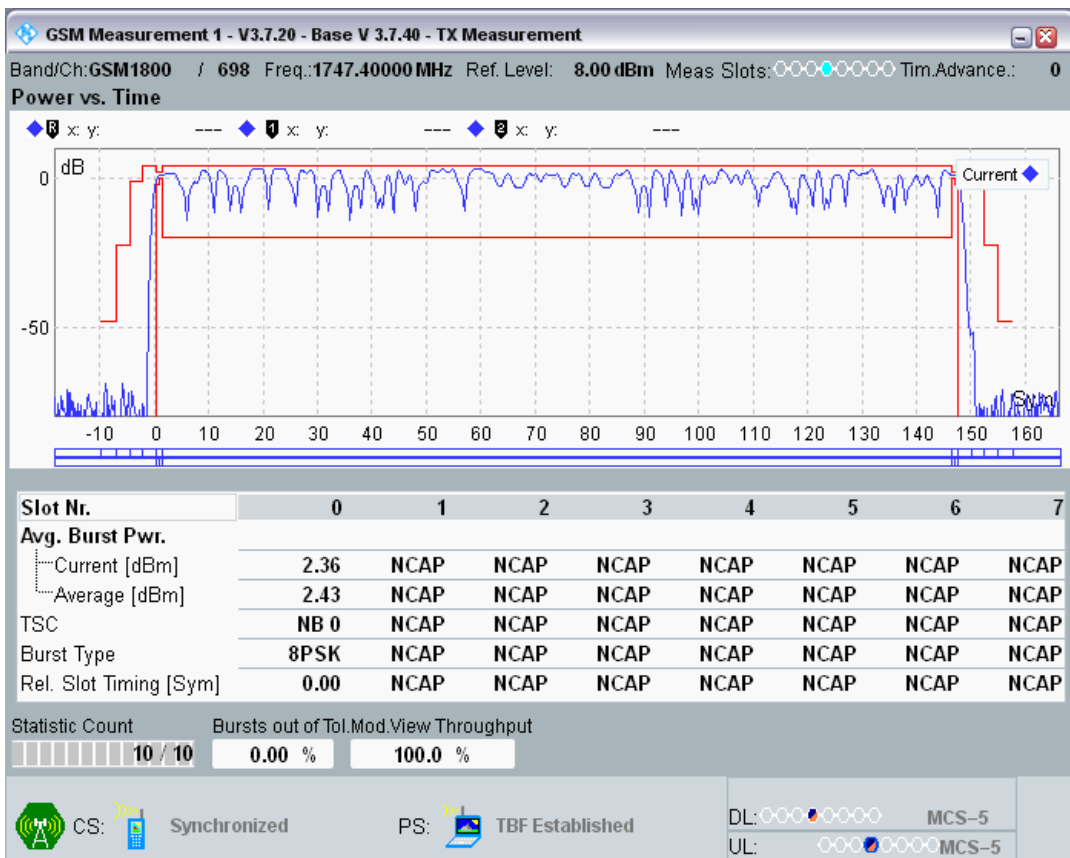 GSM Measurement 1 - V3.7.20 - Base V 3.7.40 - TX Measurement
Band/Ch:GSM1800 / 698 Freq.:1747.40000 MHz Ref. Level: 8.00 dBm Meas Slots: Tim.Advance.: 0
Power vs. Time
R x: y: --- 1 x: y: --- 2 x: y: ---
dB
Current
0
-50
Sym
-10 0 10 20 30 40 50 60 70 80 90 100 110 120 130 140 150 160
Slot Nr. 0 1 2 3 4 5 6 7
Avg. Burst Pwr.
Current [dBm] 2.36 NCAP NCAP NCAP NCAP NCAP NCAP NCAP
Average [dBm] 2.43 NCAP NCAP NCAP NCAP NCAP NCAP NCAP
TSC NB 0 NCAP NCAP NCAP NCAP NCAP NCAP NCAP
Burst Type 8PSK NCAP NCAP NCAP NCAP NCAP NCAP NCAP
Rel. Slot Timing [Sym] 0.00 NCAP NCAP NCAP NCAP NCAP NCAP NCAP
Statistic Count Bursts out of Tol.Mod.View Throughput
10 / 10 0.00 % 100.0 %
CS: Synchronized PS: TBF Established
DL: MCS-5
UL: MCS-5